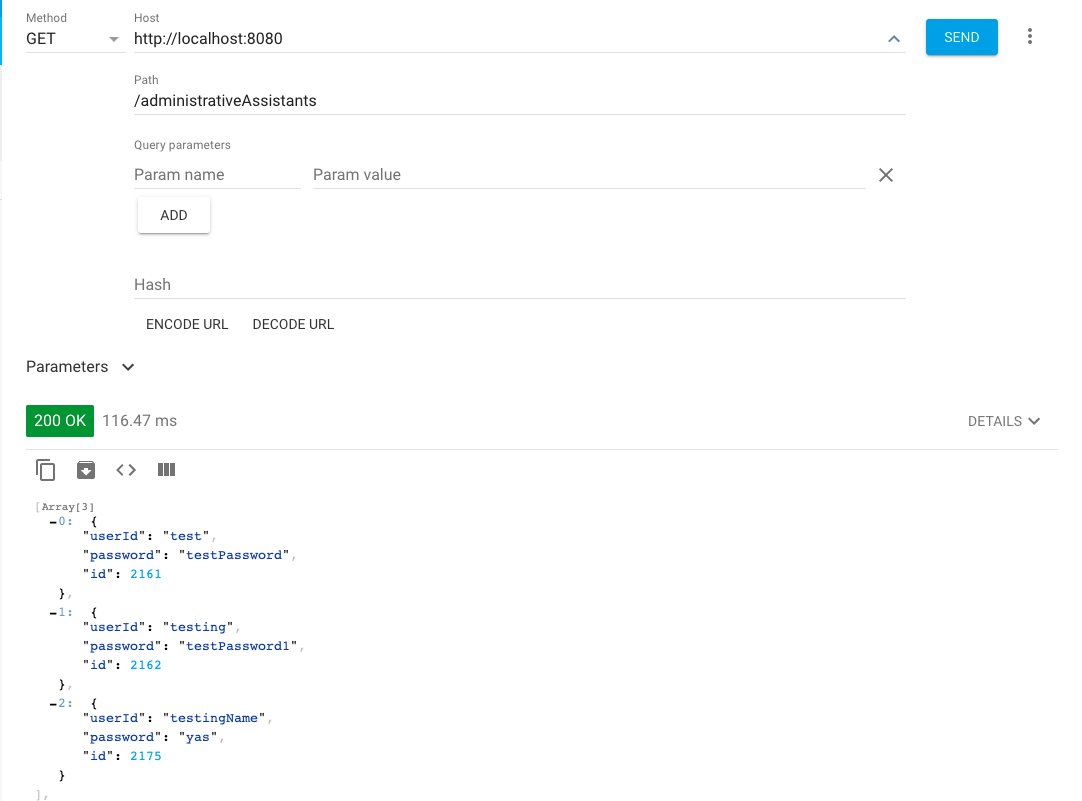 Method Host
GET http://localhost:8080 SEND
Path
/administrativeAssistants
Query parameters
Param name Param value
ADD
Hash
ENCODE URL DECODE URL
Parameters
200 OK 116.47 ms DETAILS
[Array[3]
-0: {
"userId": "test",
"password": "testPassword",
"id": 2161
},
-1: {
"userId": "testing",
"password": "testPassword1",
"id": 2162
},
-2: {
"userId": "testingName",
"password": "yas",
"id": 2175
}
],